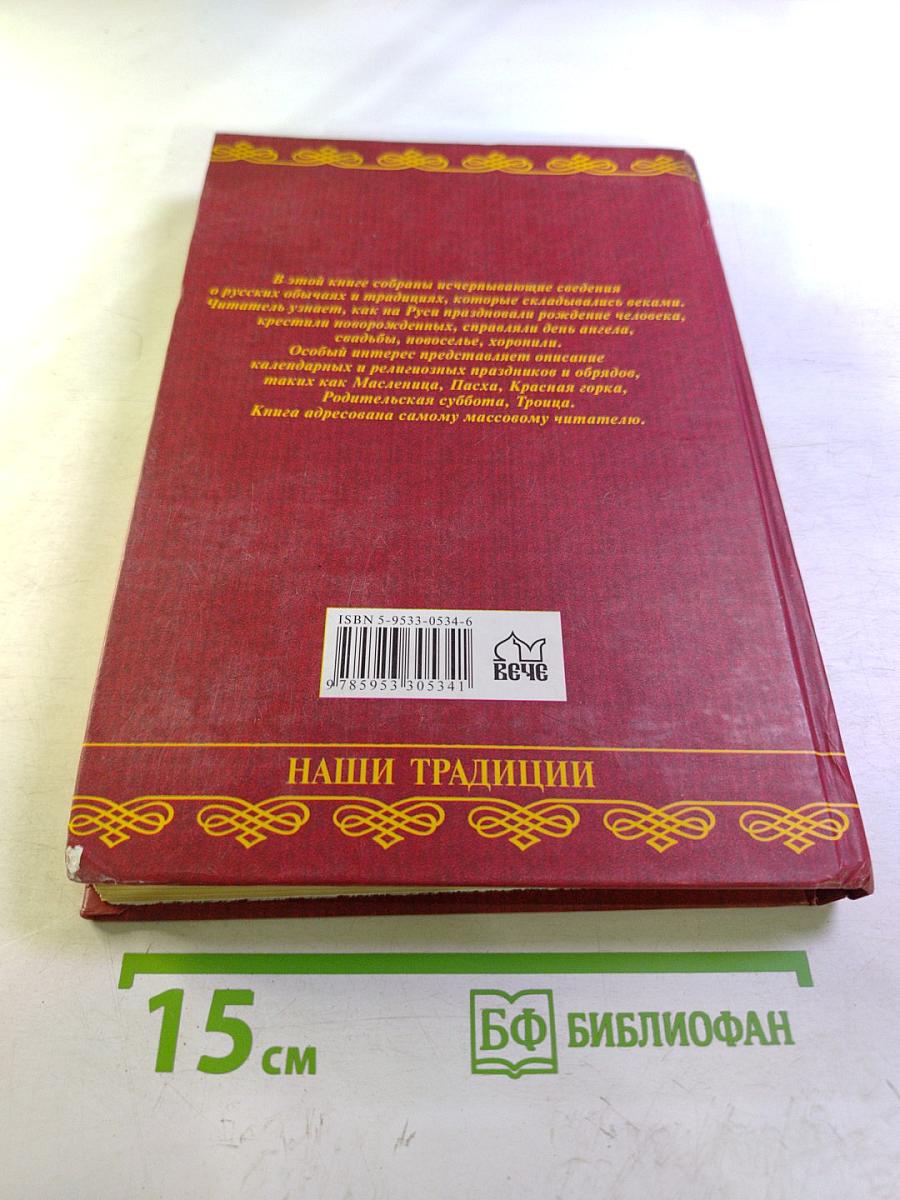 В этой книге собраны исчерпывающие сведения
о русских обычаях и традициях, которые складывались веками.
Читатель узнает, как на Руси праздновали рождение человека,
крестили новорожденных, справляли день ангела,
свадьбы, новоселье, хоронили.
Особый интерес представляет описание
календарных и религиозных праздников и обрядов,
таких как Масленица, Пасха, Красная горка,
Родительская суббота, Троица.
Книга адресована самому массовому читателю.
ISBN 5-9533-0534-6
9 785953 305341
ВЕЧЕ
НАШИ ТРАДИЦИИ
15 см
БФ БИБЛИОФАН